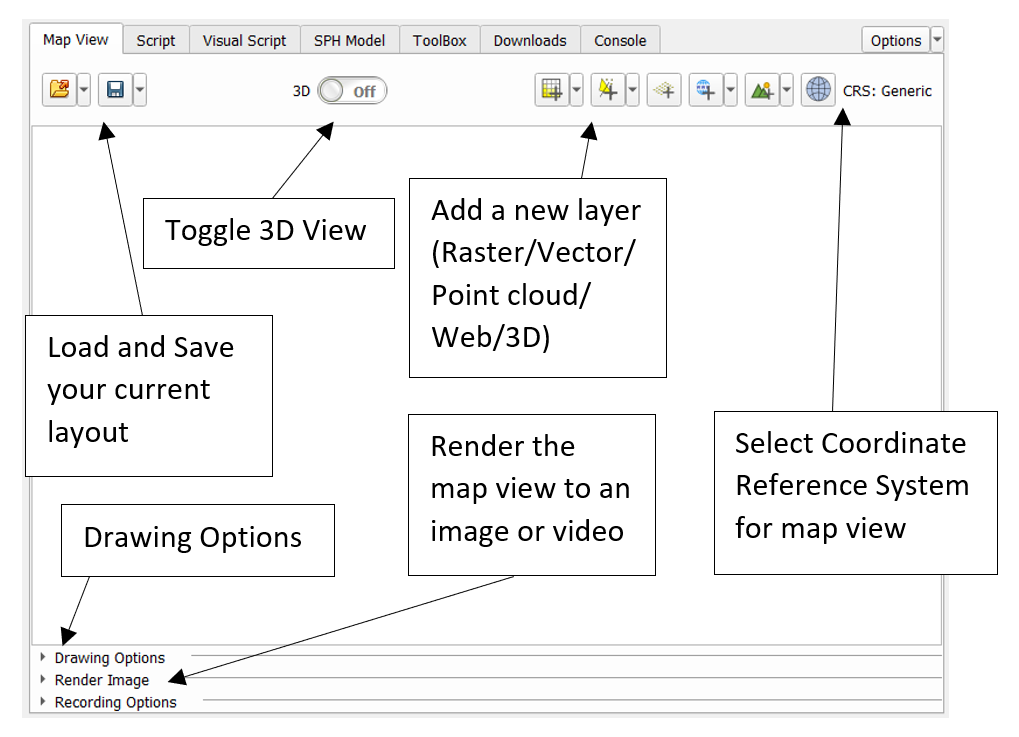 Map View Script Visual Script SPH Model ToolBox Downloads Console Options
3D Off CRS: Generic
Toggle 3D View
Add a new layer
(Raster/Vector/
Point cloud/
Web/3D)
Load and Save
your current
layout
Render the
map view to an
image or video
Select Coordinate
Reference System
for map view
Drawing Options
Drawing Options
Render Image
Recording Options